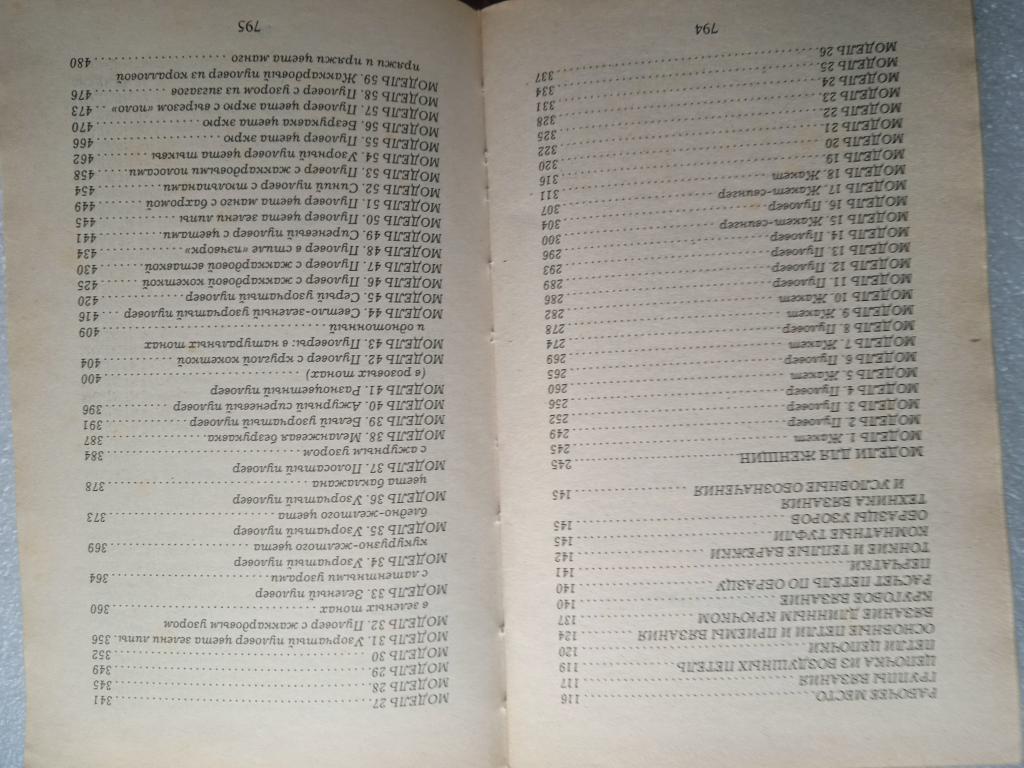 РАБОЧЕЕ МЕСТО ..... 116
ГРУППЫ ВЯЗАНИЯ ..... 117
ЦЕПОЧКА ИЗ ВОЗДУШНЫХ ПЕТЕЛЬ ..... 119
ПЕТЛИ ЦЕПОЧКИ ..... 120
ОСНОВНЫЕ ПЕТЛИ И ПРИЕМЫ ВЯЗАНИЯ ..... 124
ВЯЗАНИЕ ДЛИННЫМ КРЮЧКОМ ..... 137
КРУГОВОЕ ВЯЗАНИЕ ..... 140
РАСЧЕТ ПЕТЕЛЬ ПО ОБРАЗЦУ ..... 140
ПЕРЧАТКИ ..... 141
ТОНКИЕ И ТЕПЛЫЕ ВАРЕЖКИ ..... 142
КОМНАТНЫЕ ТУФЛИ ..... 145
ОБРАЗЦЫ УЗОРОВ ..... 145
ТЕХНИКА ВЯЗАНИЯ
И УСЛОВНЫЕ ОБОЗНАЧЕНИЯ ..... 145
МОДЕЛИ ДЛЯ ЖЕНЩИН ..... 245
МОДЕЛЬ 1. Жакет ..... 245
МОДЕЛЬ 2. Пуловер ..... 249
МОДЕЛЬ 3. Пуловер ..... 252
МОДЕЛЬ 4. Пуловер ..... 256
МОДЕЛЬ 5. Жакет ..... 260
МОДЕЛЬ 6. Пуловер ..... 265
МОДЕЛЬ 7. Жакет ..... 269
МОДЕЛЬ 8. Пуловер ..... 274
МОДЕЛЬ 9. Жакет ..... 278
МОДЕЛЬ 10. Жакет ..... 282
МОДЕЛЬ 11. Пуловер ..... 286
МОДЕЛЬ 12. Пуловер ..... 289
МОДЕЛЬ 13. Пуловер ..... 293
МОДЕЛЬ 14. Пуловер ..... 296
МОДЕЛЬ 15. Жакет-свингер ..... 300
МОДЕЛЬ 16. Пуловер ..... 304
МОДЕЛЬ 17. Жакет-свингер ..... 307
МОДЕЛЬ 18. Жакет ..... 311
МОДЕЛЬ 19. ..... 316
МОДЕЛЬ 20 ..... 320
МОДЕЛЬ 21. ..... 322
МОДЕЛЬ 22. ..... 325
МОДЕЛЬ 23. ..... 328
МОДЕЛЬ 24 ..... 331
МОДЕЛЬ 25. ..... 334
МОДЕЛЬ 26 ..... 337
794
МОДЕЛЬ 27 ..... 341
МОДЕЛЬ 28. ..... 345
МОДЕЛЬ 29 ..... 349
МОДЕЛЬ 30 ..... 352
МОДЕЛЬ 31. Узорчатый пуловер цвета зелени липы. 356
МОДЕЛЬ 32. Пуловер с жаккардовым узором
в зеленых тонах ..... 360
МОДЕЛЬ 33. Зеленый пуловер
с патентными узорами ..... 364
МОДЕЛЬ 34. Узорчатый пуловер
кукурузно-желтого цвета ..... 369
МОДЕЛЬ 35. Узорчатый пуловер
бледно-желтого цвета ..... 373
МОДЕЛЬ 36. Узорчатый пуловер
цвета баклажана ..... 378
МОДЕЛЬ 37. Полосатый пуловер
с ажурным узором ..... 384
МОДЕЛЬ 38. Меланжевая безрукавка ..... 387
МОДЕЛЬ 39. Белый узорчатый пуловер ..... 391
МОДЕЛЬ 40. Ажурный сиреневый пуловер ..... 396
МОДЕЛЬ 41. Разноцветный пуловер
(в розовых тонах) ..... 400
МОДЕЛЬ 42. Пуловер с круглой кокеткой ..... 404
МОДЕЛЬ 43. Пуловеры: в натуральных тонах
и однотонный ..... 409
МОДЕЛЬ 44. Светло-зеленый узорчатый пуловер .... 416
МОДЕЛЬ 45. Серый узорчатый пуловер ..... 420
МОДЕЛЬ 46. Пуловер с жаккардовой кокеткой ..... 425
МОДЕЛЬ 47. Пуловер с жаккардовой вставкой ..... 430
МОДЕЛЬ 48. Пуловер в стиле «пэчворк» ..... 434
МОДЕЛЬ 49. Сиреневый пуловер с цветами ..... 441
МОДЕЛЬ 50. Пуловер цвета зелени липы ..... 445
МОДЕЛЬ 51. Пуловер цвета манго с бахромой ..... 449
МОДЕЛЬ 52. Синий пуловер с тюльпанами ..... 454
МОДЕЛЬ 53. Пуловер с жаккардовыми полосами ..... 458
МОДЕЛЬ 54. Узорный пуловер цвета тыквы ..... 462
МОДЕЛЬ 55. Пуловер цвета экрю ..... 466
МОДЕЛЬ 56. Безрукавка цвета экрю ..... 470
МОДЕЛЬ 57. Пуловер цвета экрю с вырезом «поло» .. 473
МОДЕЛЬ 58. Пуловер с узором из зигзагов ..... 476
МОДЕЛЬ 59. Жаккардовый пуловер из коралловой
пряжи и пряжи цвета манго ..... 480
795